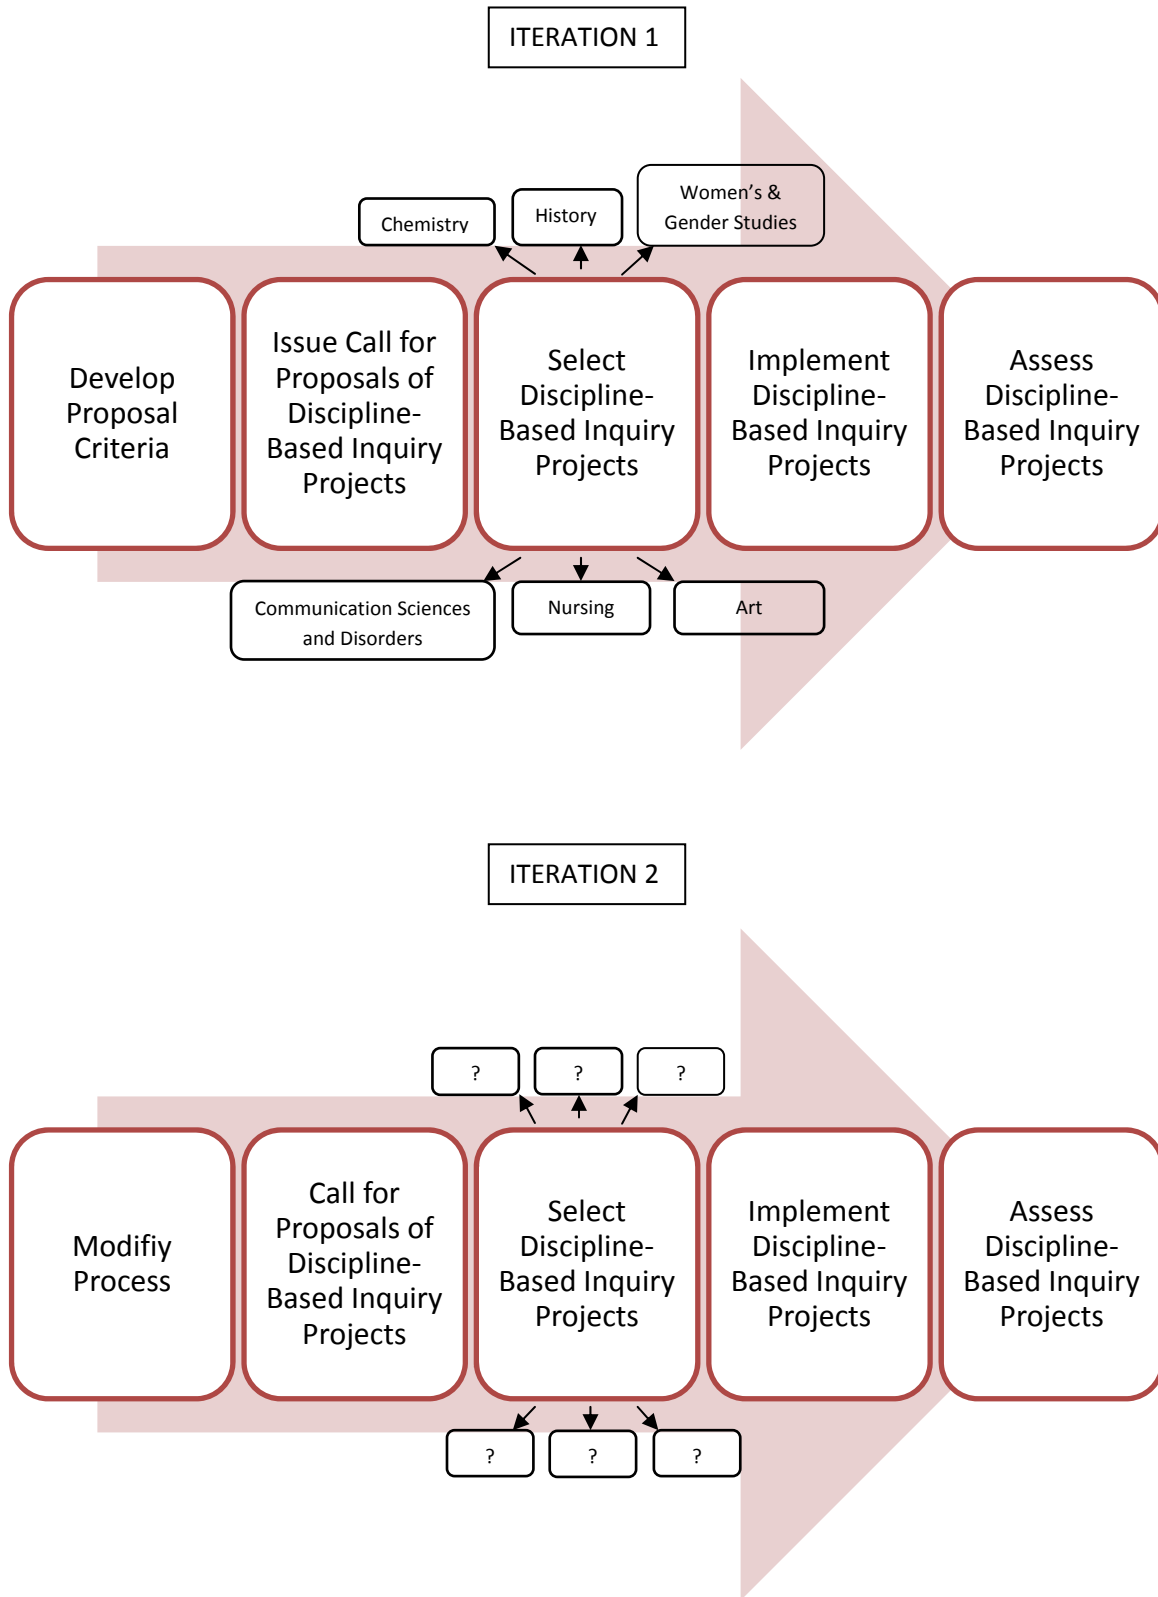 ITERATION 1
Chemistry
History
Women’s &
Gender Studies
Develop
Proposal
Criteria
Issue Call for
Proposals of
Discipline-
Based Inquiry
Projects
Select
Discipline-
Based Inquiry
Projects
Implement
Discipline-
Based Inquiry
Projects
Assess
Discipline-
Based Inquiry
Projects
Communication Sciences
and Disorders
Nursing
Art
ITERATION 2
?
?
?
Modifiy
Process
Call for
Proposals of
Discipline-
Based Inquiry
Projects
Select
Discipline-
Based Inquiry
Projects
Implement
Discipline-
Based Inquiry
Projects
Assess
Discipline-
Based Inquiry
Projects
?
?
?